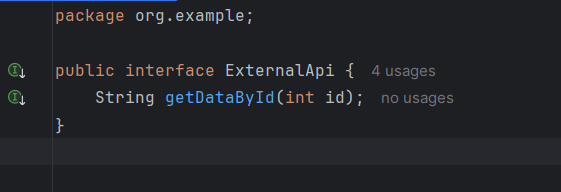 package org.example;
public interface ExternalApi { 4 usages
String getDataById(int id); no usages
}